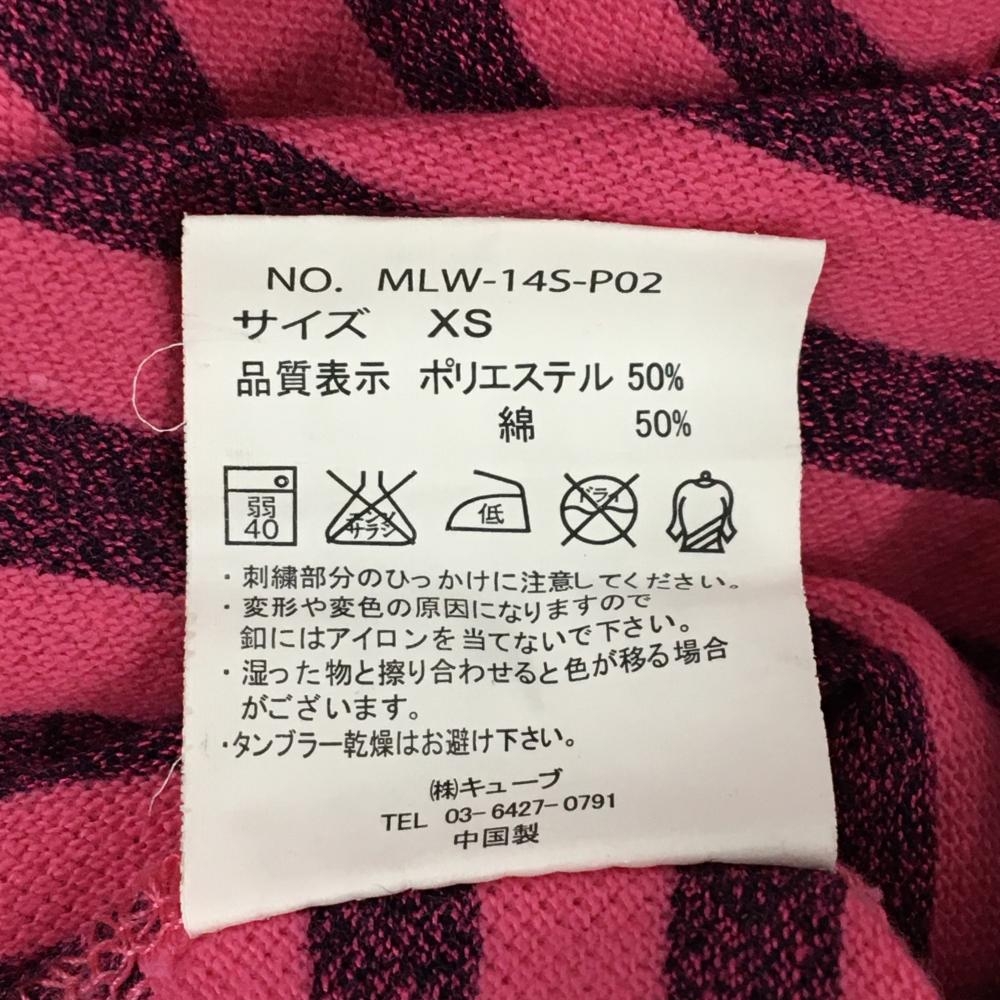 NO. MLW-14S-P02
サイズ XS
品質表示 ポリエステル 50%
綿 50%
弱 40
エンソサラシ
低
ドライ
・刺繍部分のひっかけに注意してください。
・変形や変色の原因になりますので
釦にはアイロンを当てないで下さい。
・湿った物と擦り合わせると色が移る場合
がございます。
・タンブラー乾燥はお避け下さい。
㈱キューブ
TEL 03-6427-0791
中国製